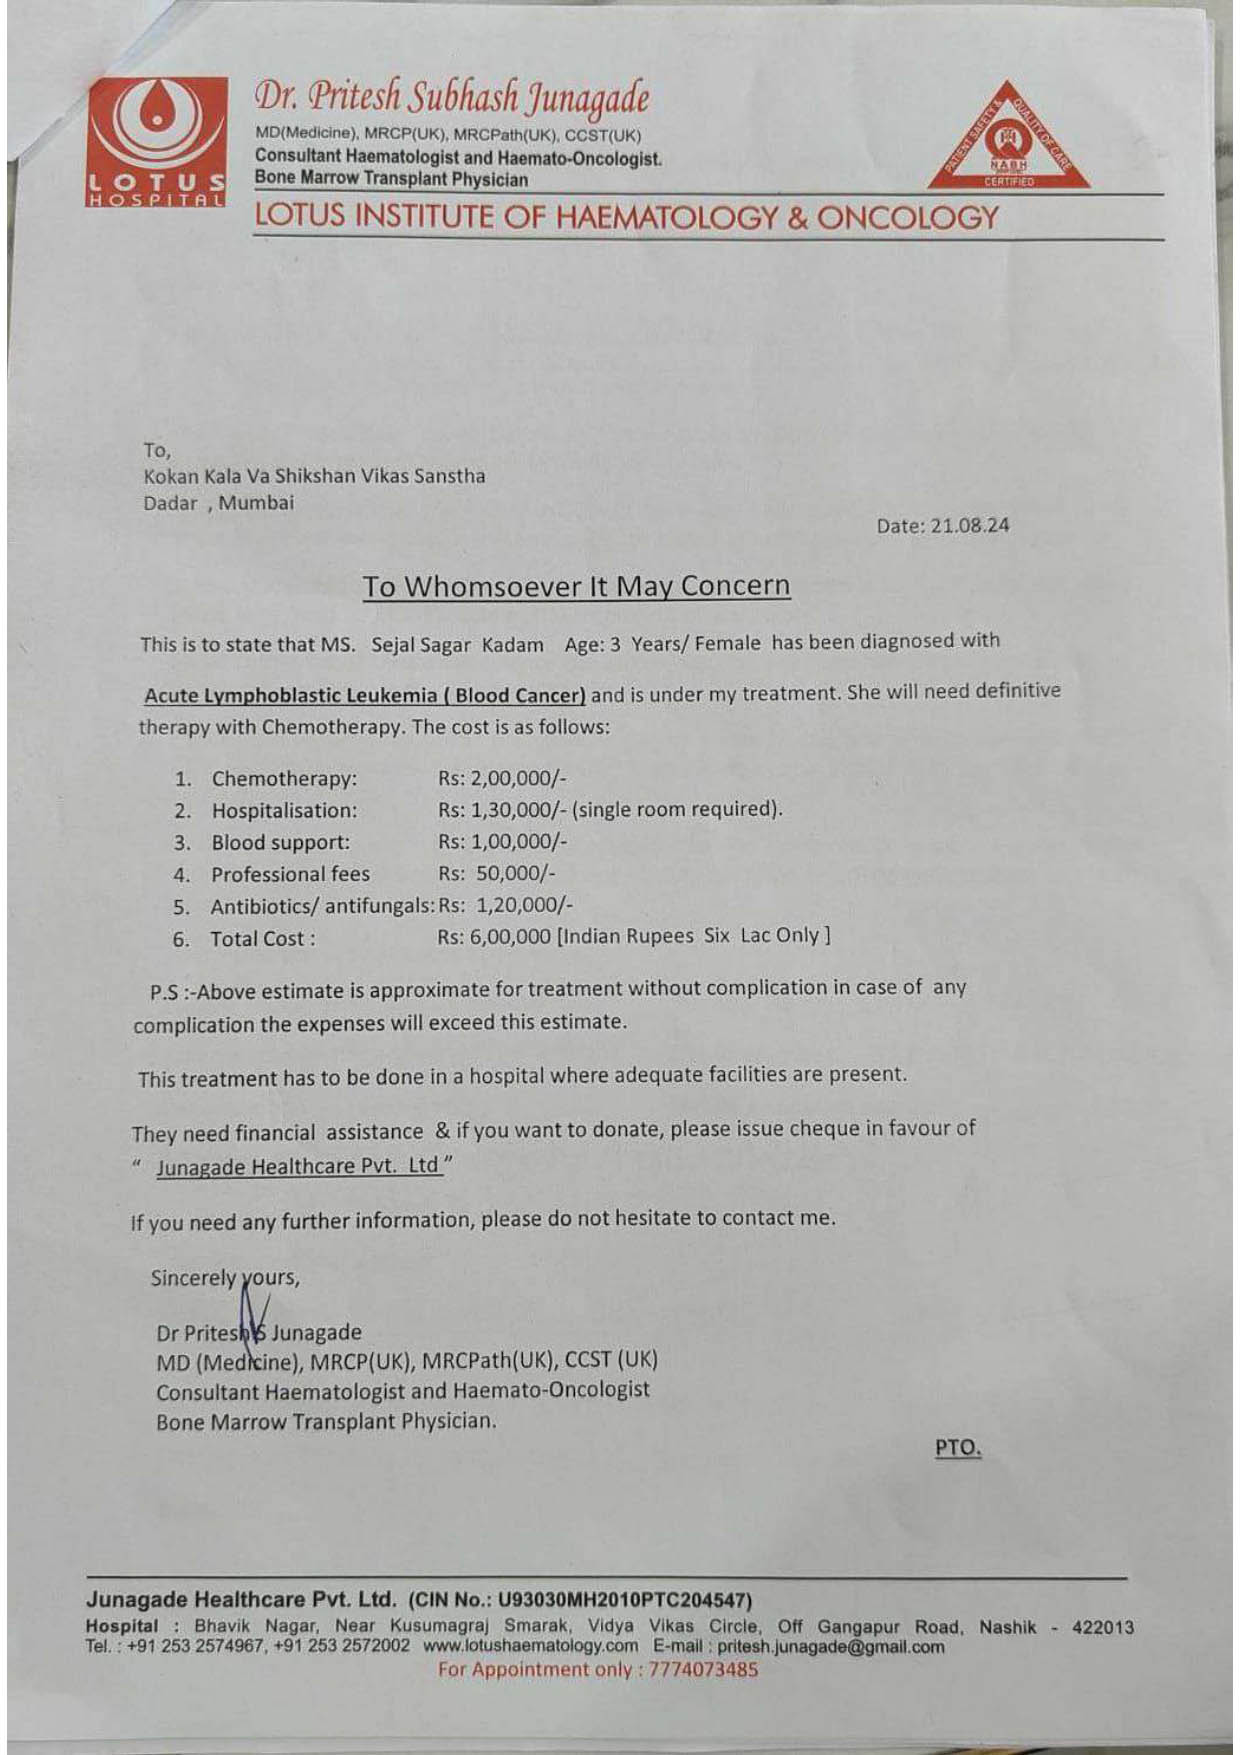 LOTUS
HOSPITAL
Dr. Pritesh Subhash Junagade
MD(Medicine), MRCP(UK), MRCPath(UK), CCST(UK)
Consultant Haematologist and Haemato-Oncologist.
Bone Marrow Transplant Physician
LOTUS INSTITUTE OF HAEMATOLOGY & ONCOLOGY
PATIENT SAFETY & QUALITY OF CARE
NABH
CERTIFIED
To,
Kokan Kala Va Shikshan Vikas Sanstha
Dadar , Mumbai
Date: 21.08.24
To Whomsoever It May Concern
This is to state that MS. Sejal Sagar Kadam Age: 3 Years/ Female has been diagnosed with
Acute Lymphoblastic Leukemia ( Blood Cancer) and is under my treatment. She will need definitive
therapy with Chemotherapy. The cost is as follows:
1. Chemotherapy: Rs: 2,00,000/-
2. Hospitalisation: Rs: 1,30,000/- (single room required).
3. Blood support: Rs: 1,00,000/-
4. Professional fees Rs: 50,000/-
5. Antibiotics/ antifungals: Rs: 1,20,000/-
6. Total Cost : Rs: 6,00,000 [Indian Rupees Six Lac Only ]
P.S :-Above estimate is approximate for treatment without complication in case of any
complication the expenses will exceed this estimate.
This treatment has to be done in a hospital where adequate facilities are present.
They need financial assistance & if you want to donate, please issue cheque in favour of
“ Junagade Healthcare Pvt. Ltd ”
If you need any further information, please do not hesitate to contact me.
Sincerely yours,
Dr Pritesh S Junagade
MD (Medicine), MRCP(UK), MRCPath(UK), CCST (UK)
Consultant Haematologist and Haemato-Oncologist
Bone Marrow Transplant Physician.
PTO.
Junagade Healthcare Pvt. Ltd. (CIN No.: U93030MH2010PTC204547)
Hospital : Bhavik Nagar, Near Kusumagraj Smarak, Vidya Vikas Circle, Off Gangapur Road, Nashik - 422013
Tel. : +91 253 2574967, +91 253 2572002 www.lotushaematology.com E-mail : pritesh.junagade@gmail.com
For Appointment only : 7774073485